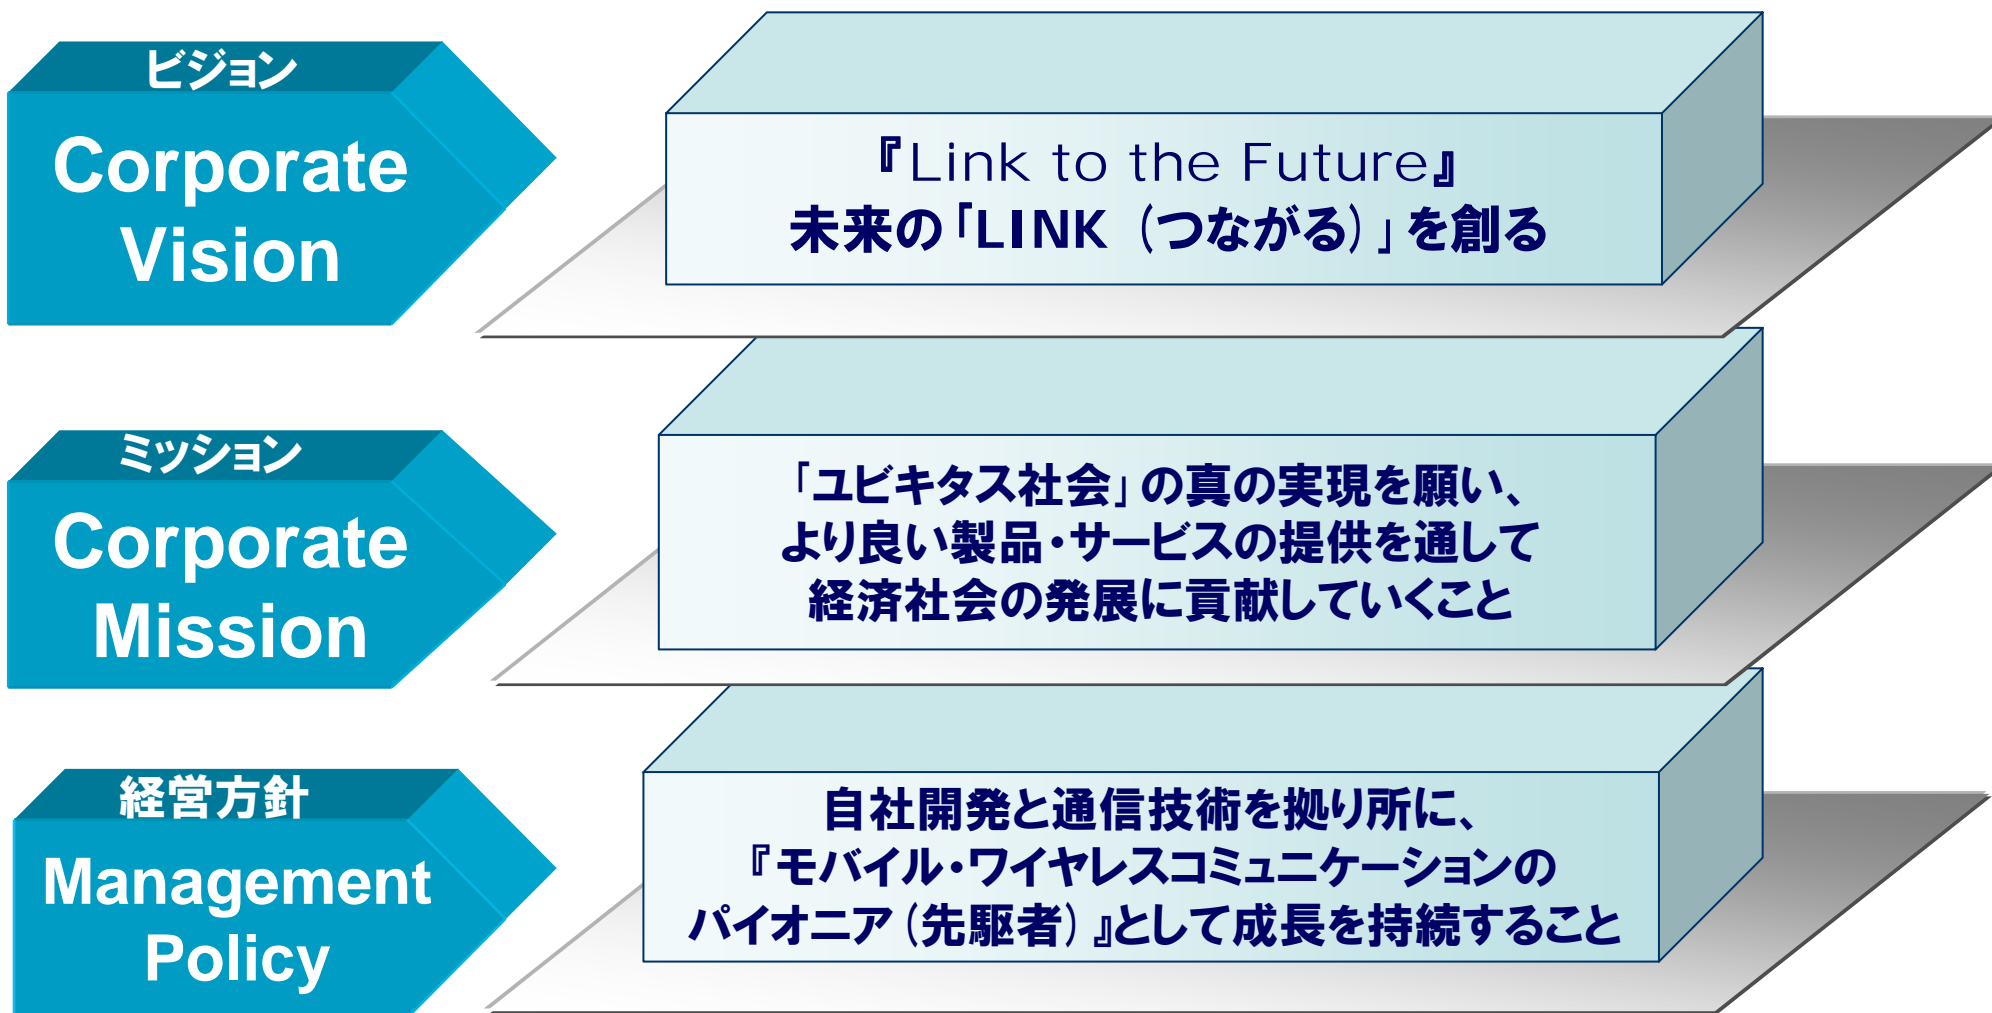 ビジョン
Corporate
Vision
『Link to the Future』
未来の「LINK（つながる）」を創る
ミッション
Corporate
Mission
「ユビキタス社会」の真の実現を願い、
より良い製品・サービスの提供を通して
経済社会の発展に貢献していくこと
経営方針
Management
Policy
自社開発と通信技術を拠り所に、
『モバイル・ワイヤレスコミュニケーションの
パイオニア（先駆者）』として成長を持続すること